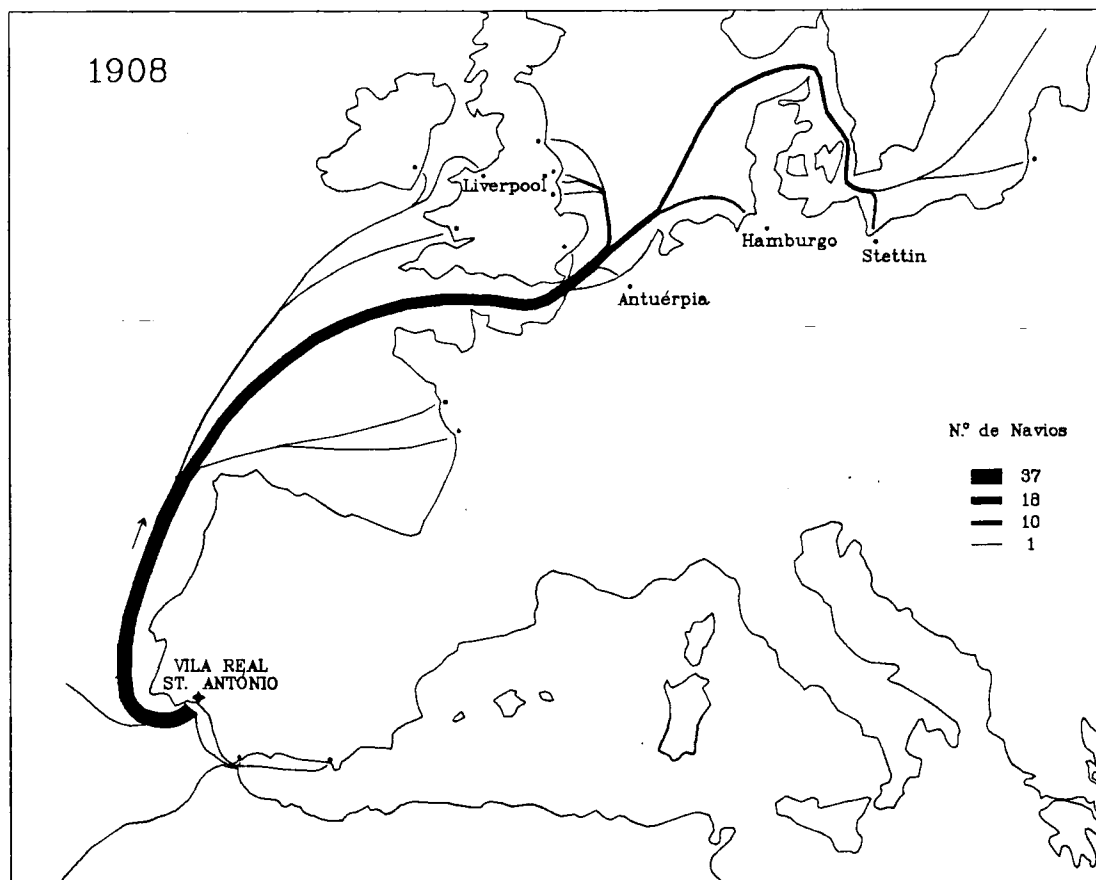 1908
Liverpool
Hamburgo
Stettin
Antuérpia
N.º de Navios
37
18
10
1
VILA REAL
ST. ANTÓNIO